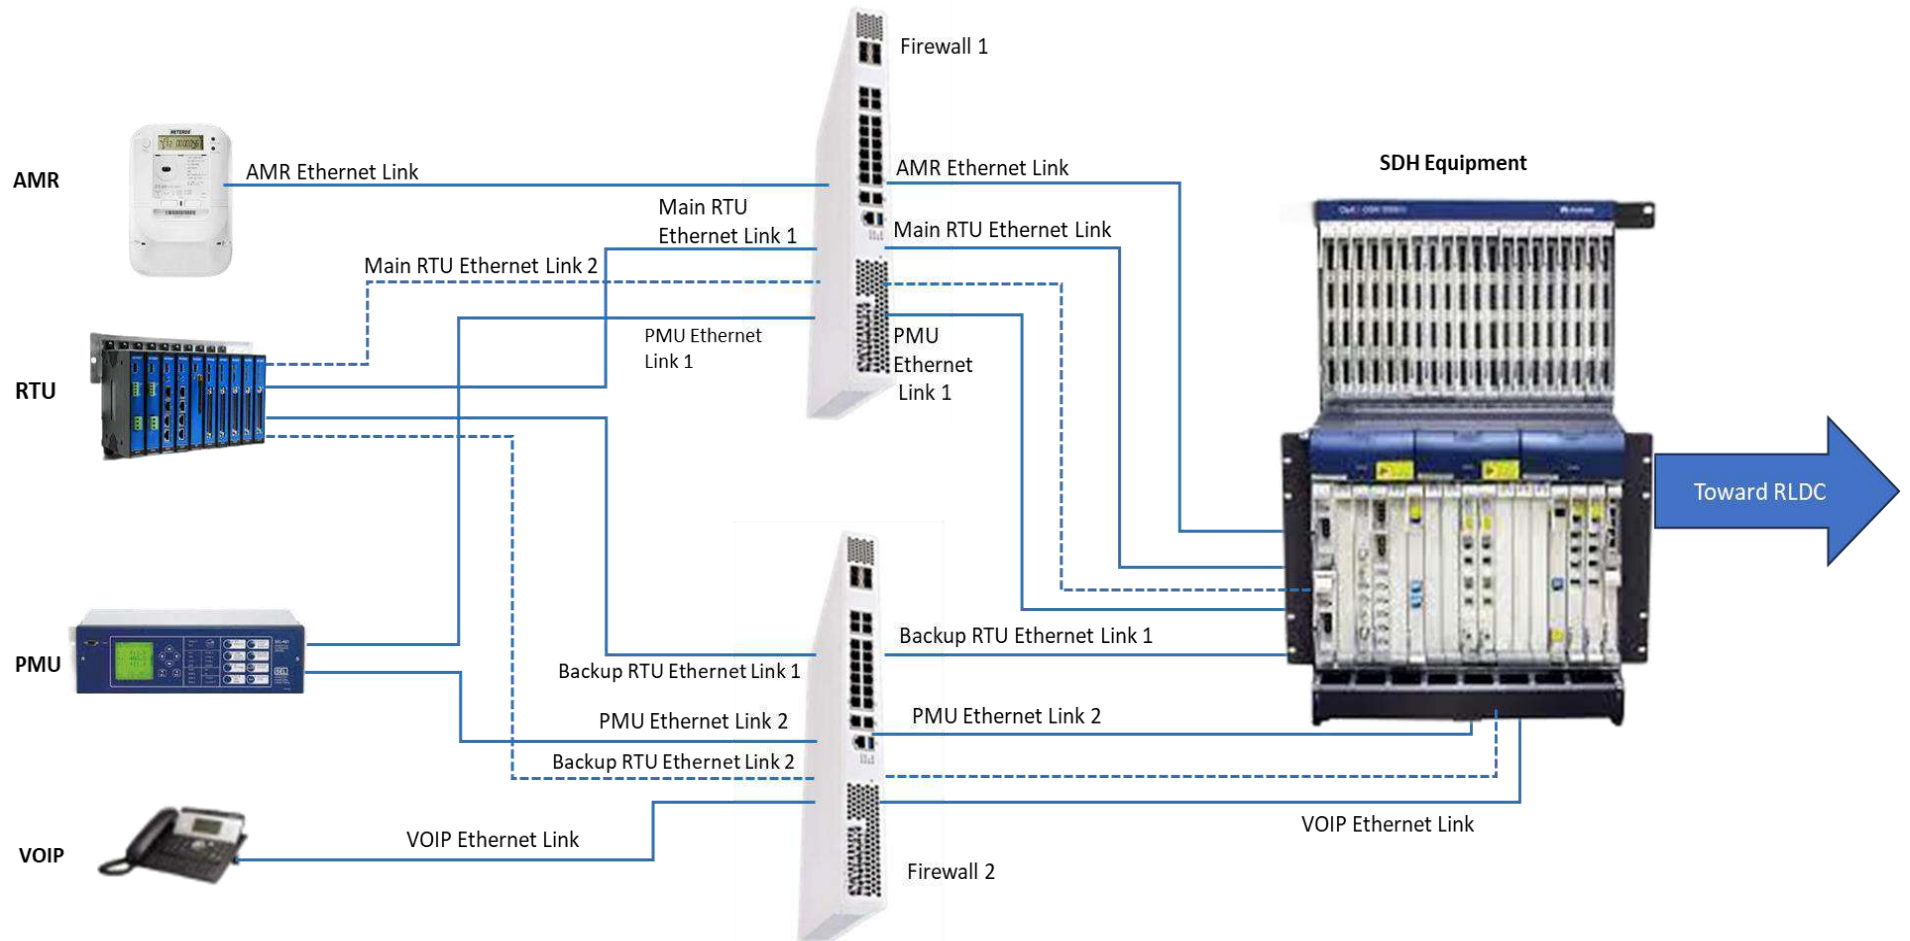 Firewall 1
SDH Equipment
AMR
AMR Ethernet Link
AMR Ethernet Link
Main RTU
Ethernet Link 1
Main RTU Ethernet Link
Main RTU Ethernet Link 2
PMU Ethernet
Link 1
PMU
Ethernet
Link 1
RTU
Toward RLDC
Backup RTU Ethernet Link 1
Backup RTU Ethernet Link 1
PMU
PMU Ethernet Link 2
PMU Ethernet Link 2
Backup RTU Ethernet Link 2
VOIP Ethernet Link
VOIP Ethernet Link
VOIP
Firewall 2